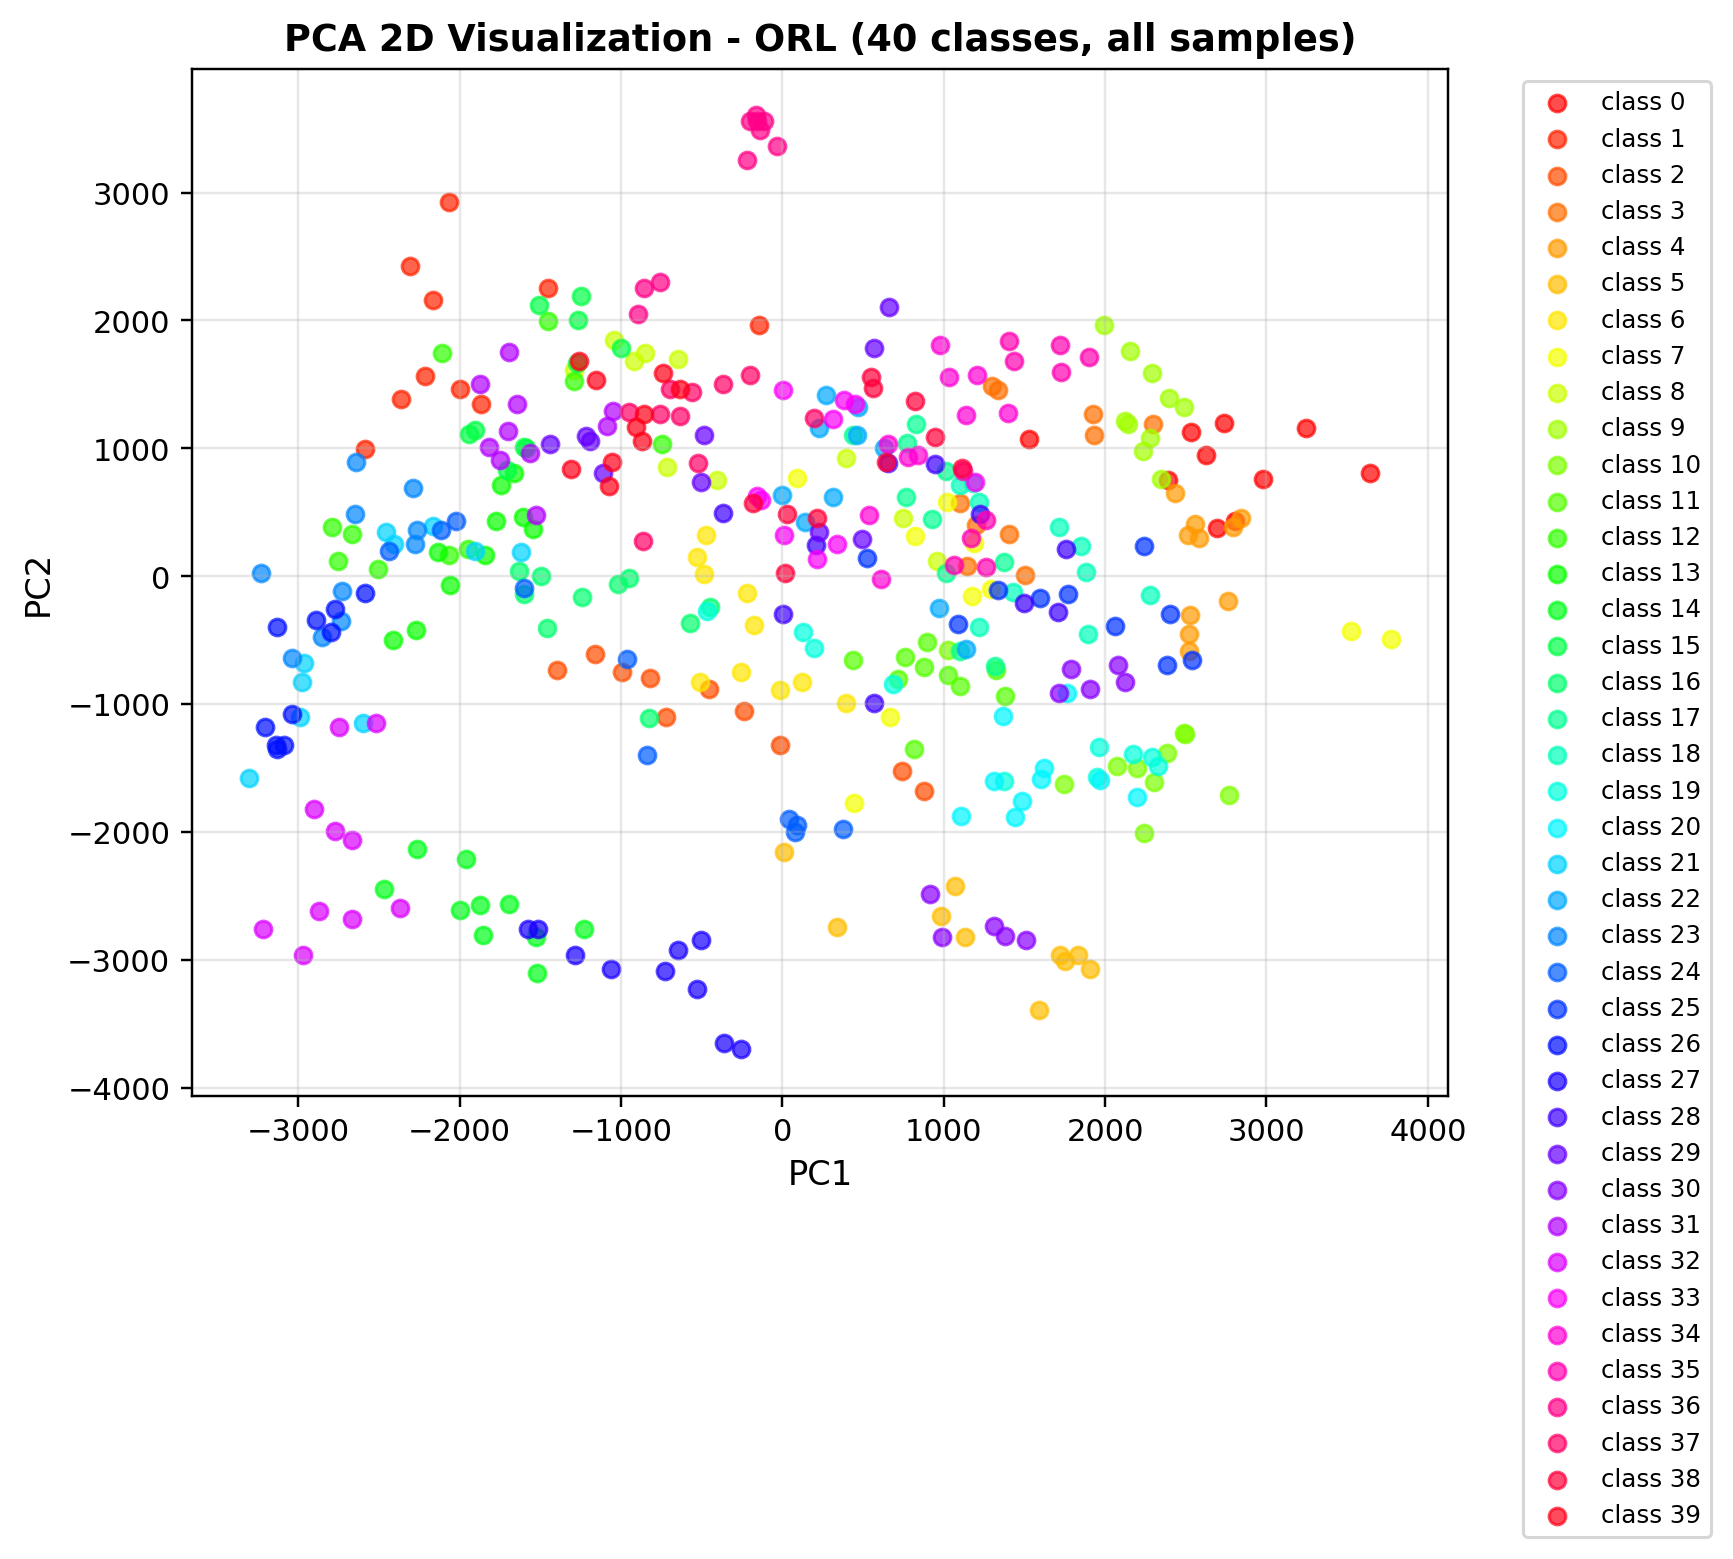 PCA 2D Visualization - ORL (40 classes, all samples)
PC2
3000
2000
1000
0
−1000
−2000
−3000
−4000
−3000
−2000
−1000
0
1000
2000
3000
4000
PC1
class 0
class 1
class 2
class 3
class 4
class 5
class 6
class 7
class 8
class 9
class 10
class 11
class 12
class 13
class 14
class 15
class 16
class 17
class 18
class 19
class 20
class 21
class 22
class 23
class 24
class 25
class 26
class 27
class 28
class 29
class 30
class 31
class 32
class 33
class 34
class 35
class 36
class 37
class 38
class 39